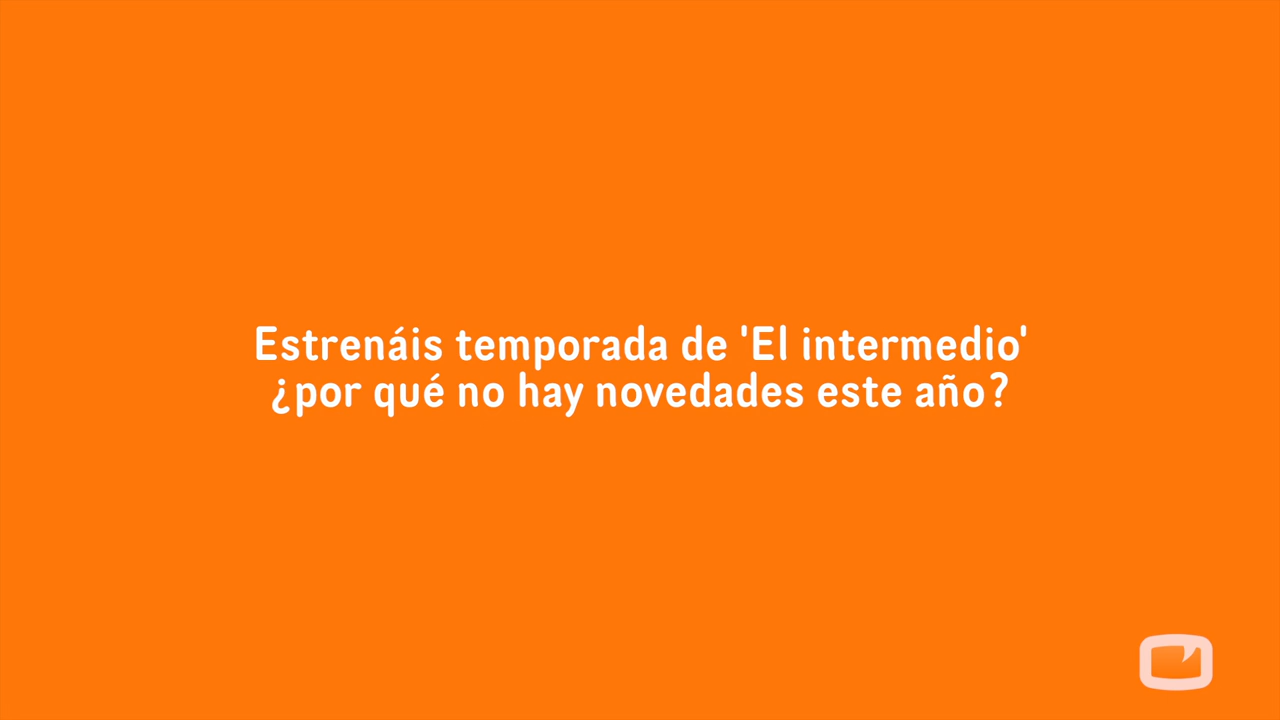 Estrenáis temporada de 'El intermedio'
¿por qué no hay novedades este año?